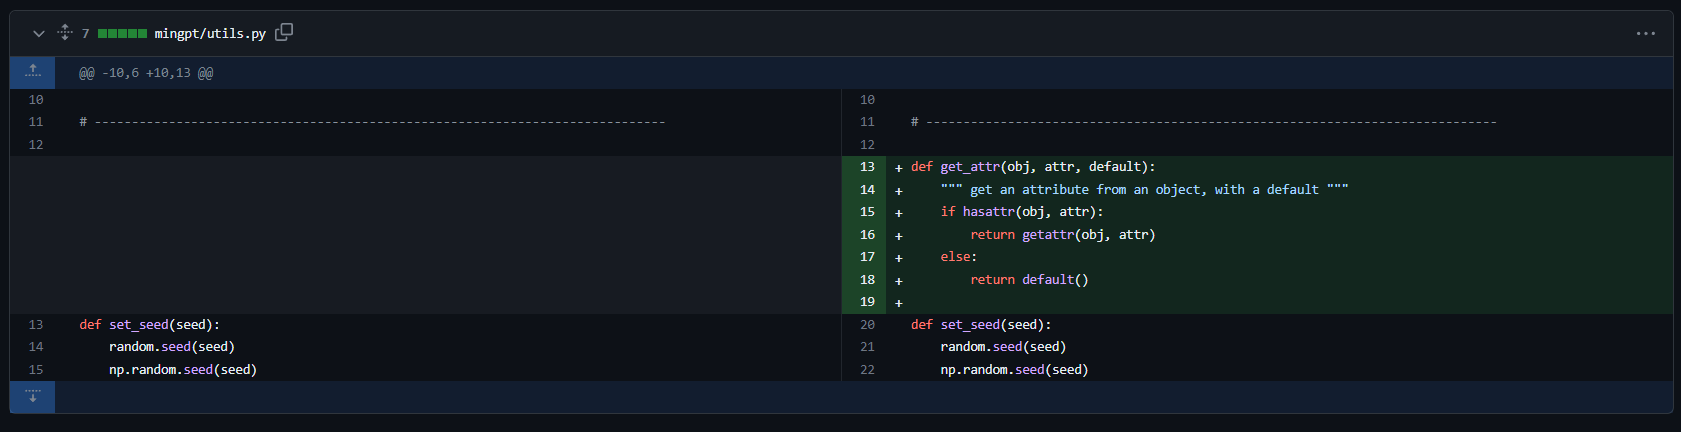 7 mingpt/utils.py
@@ -10,6 +10,13 @@
10
11 # -----------------------------------------------------------------------------
12
13 def set_seed(seed):
14 random.seed(seed)
15 np.random.seed(seed)
10
11 # -----------------------------------------------------------------------------
12
13 + def get_attr(obj, attr, default):
14 + """ get an attribute from an object, with a default """
15 + if hasattr(obj, attr):
16 + return getattr(obj, attr)
17 + else:
18 + return default()
19 +
20 def set_seed(seed):
21 random.seed(seed)
22 np.random.seed(seed)